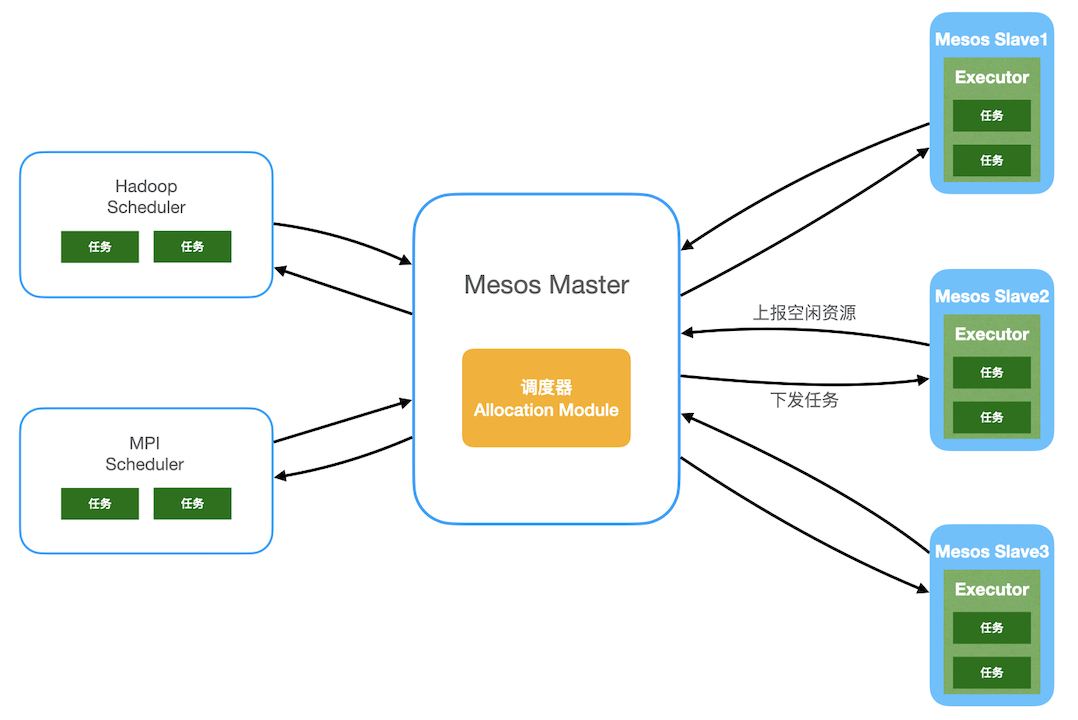 Hadoop
Scheduler
任务
任务
MPI
Scheduler
任务
任务
Mesos Master
调度器
Allocation Module
上报空闲资源
下发任务
Mesos Slave1
Executor
任务
任务
Mesos Slave2
Executor
任务
任务
Mesos Slave3
Executor
任务
任务